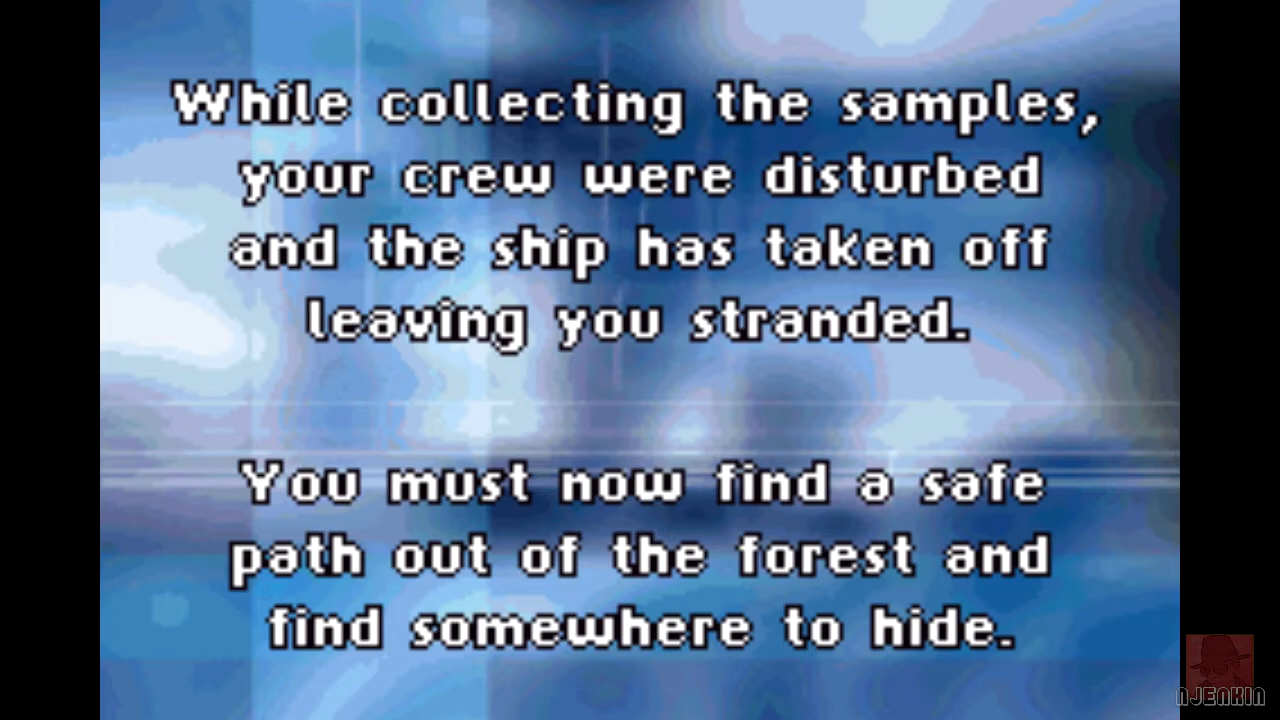 While collecting the samples,
your crew were disturbed
and the ship has taken off
leaving you stranded.
You must now find a safe
path out of the forest and
find somewhere to hide.
NJENKIN